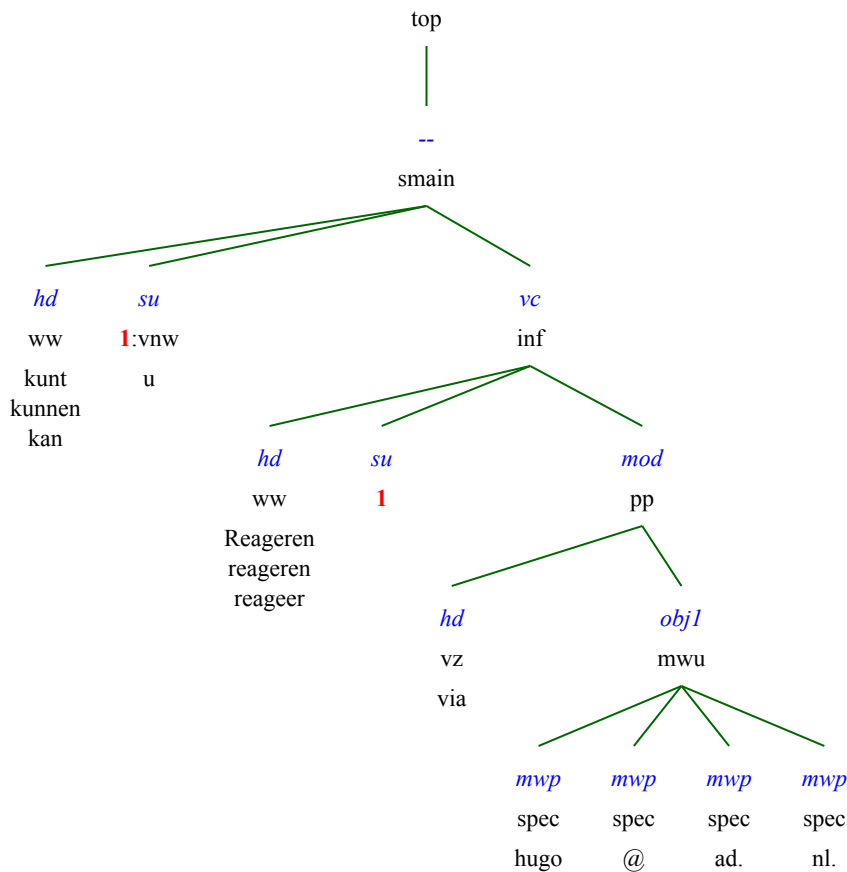 top
--
smain
hd su vc
ww 1:vnw inf
kunt u
kunnen
kan
hd su mod
ww 1 pp
Reageren
reageren
reageer
hd obj1
vz mwu
via
mwp mwp mwp mwp
spec spec spec spec
hugo @ ad. nl.